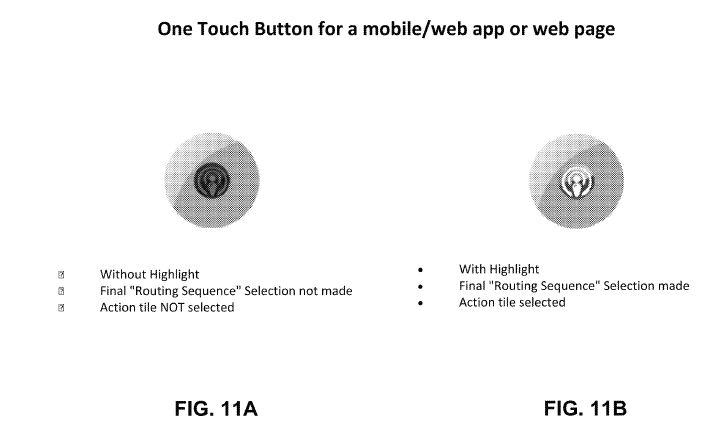 One Touch Button for a mobile/web app or web page
Without Highlight
Final "Routing Sequence" Selection not made
Action tile NOT selected
• With Highlight
• Final "Routing Sequence" Selection made
• Action tile selected
FIG. 11A
FIG. 11B